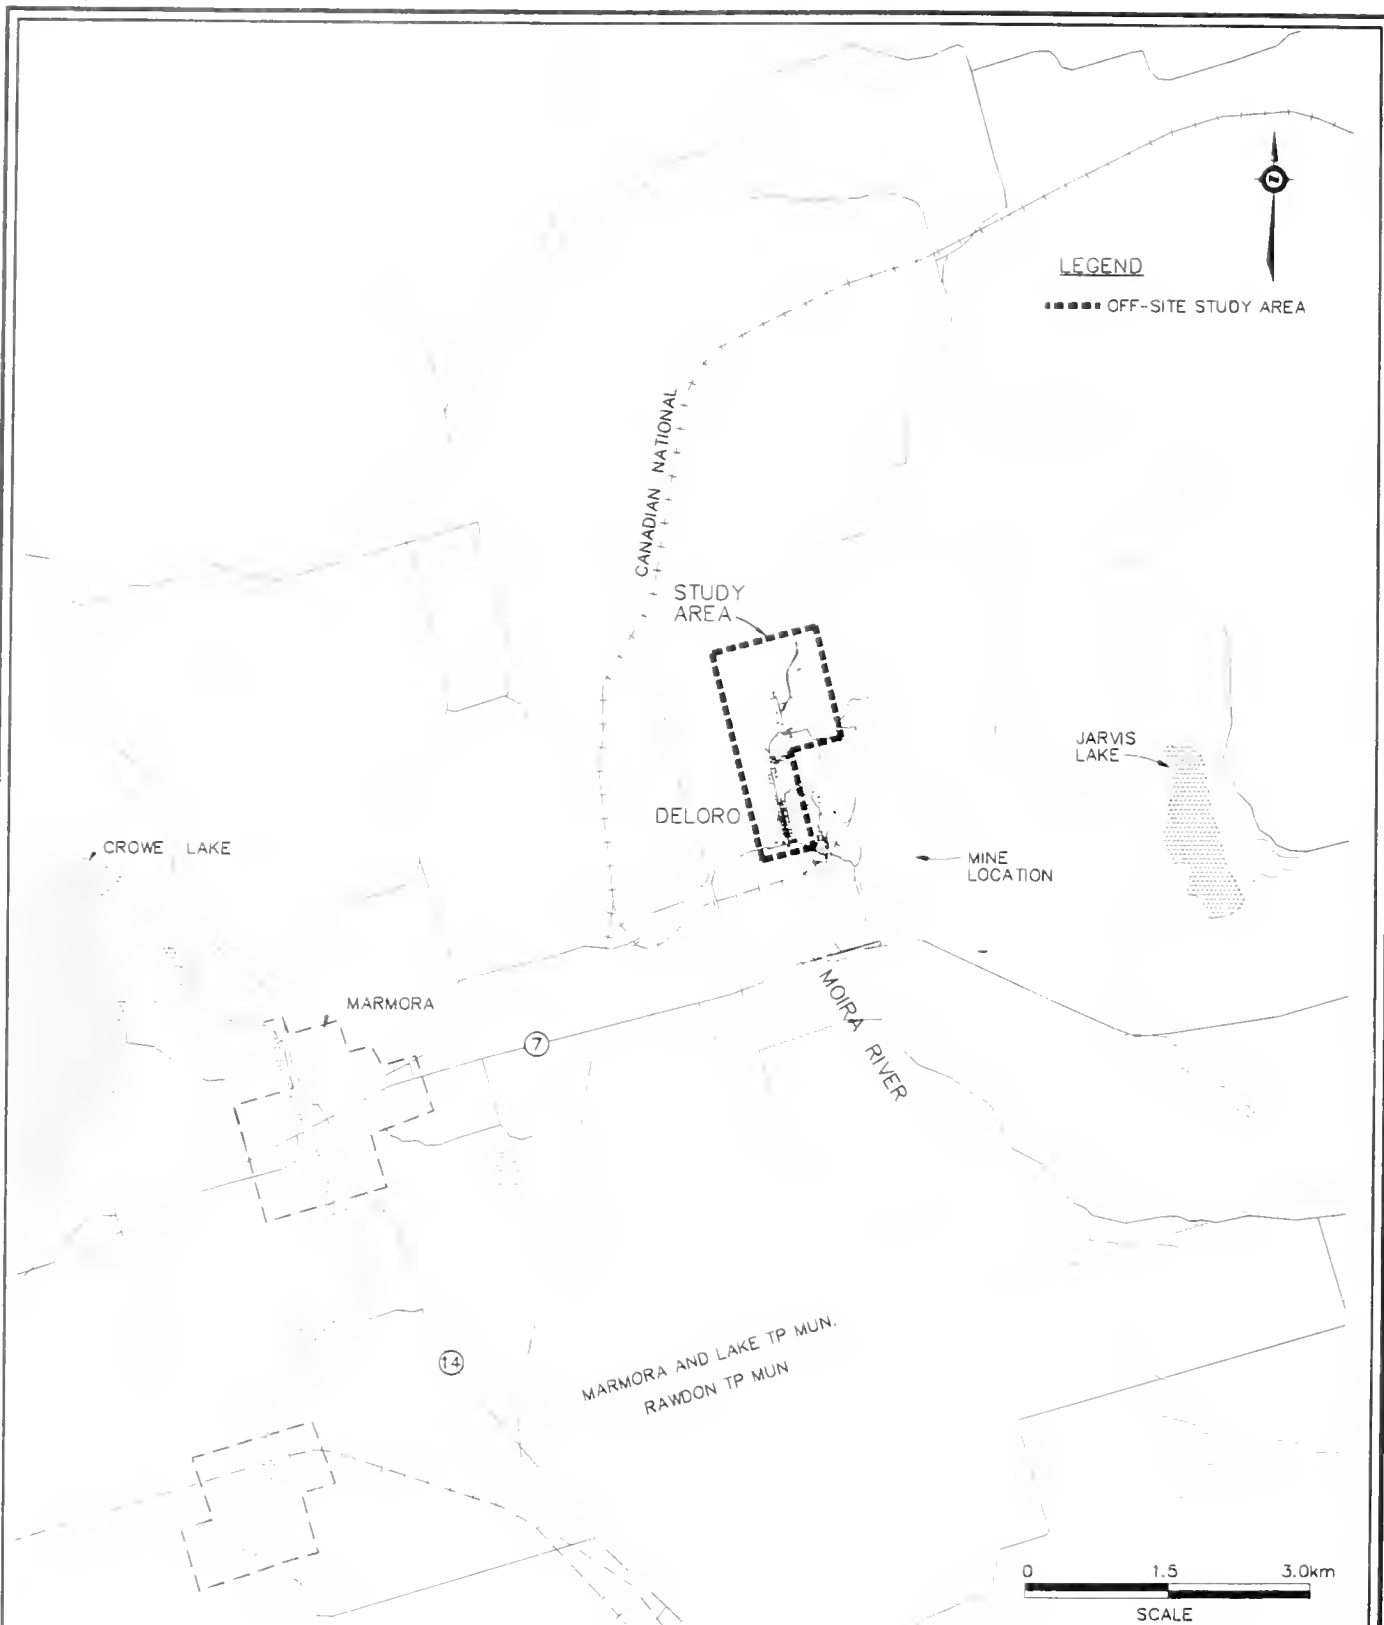 LEGEND
OFF-SITE STUDY AREA
CANADIAN NATIONAL
STUDY
AREA
JARVIS
LAKE
DELORO
CROWE LAKE
MINE
LOCATION
MARMORA
MOIRA RIVER
7
14
MARMORA AND LAKE TP MUN.
RAWDON TP MUN
0 1.5 3.0km
SCALE